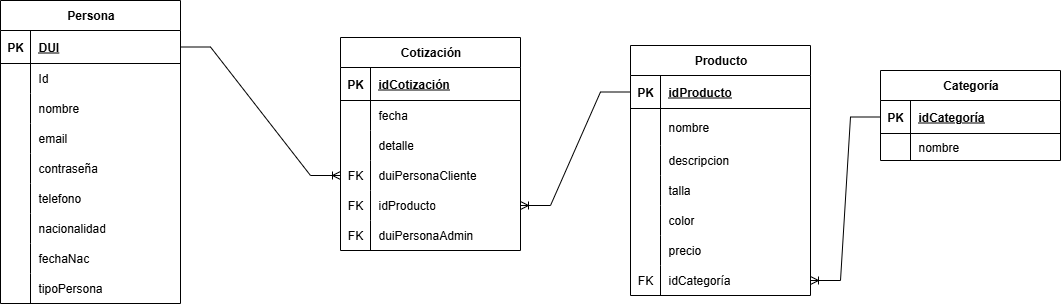 Persona
PK DUI
Id
nombre
email
contraseña
telefono
nacionalidad
fechaNac
tipoPersona
Cotización
PK idCotización
fecha
detalle
FK duiPersonaCliente
FK idProducto
FK duiPersonaAdmin
Producto
PK idProducto
nombre
descripcion
talla
color
precio
FK idCategoría
Categoría
PK idCategoría
nombre